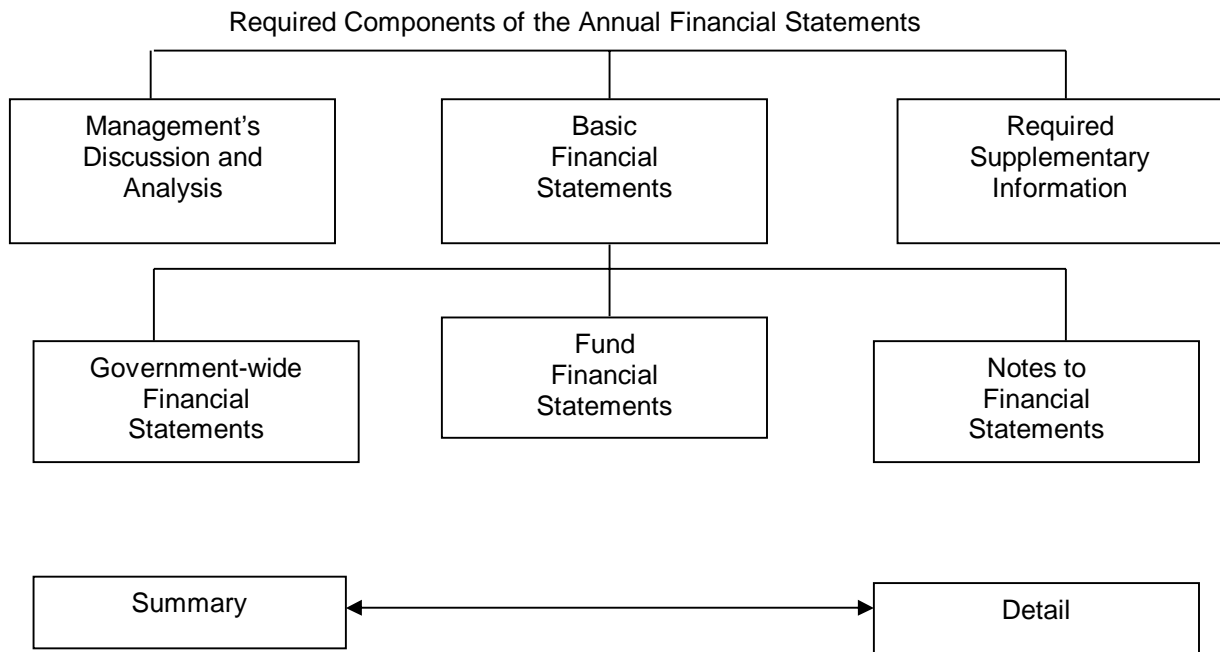 Required Components of the Annual Financial Statements
Management’s
Discussion and
Analysis
Basic
Financial
Statements
Required
Supplementary
Information
Government-wide
Financial
Statements
Fund
Financial
Statements
Notes to
Financial
Statements
Summary
Detail